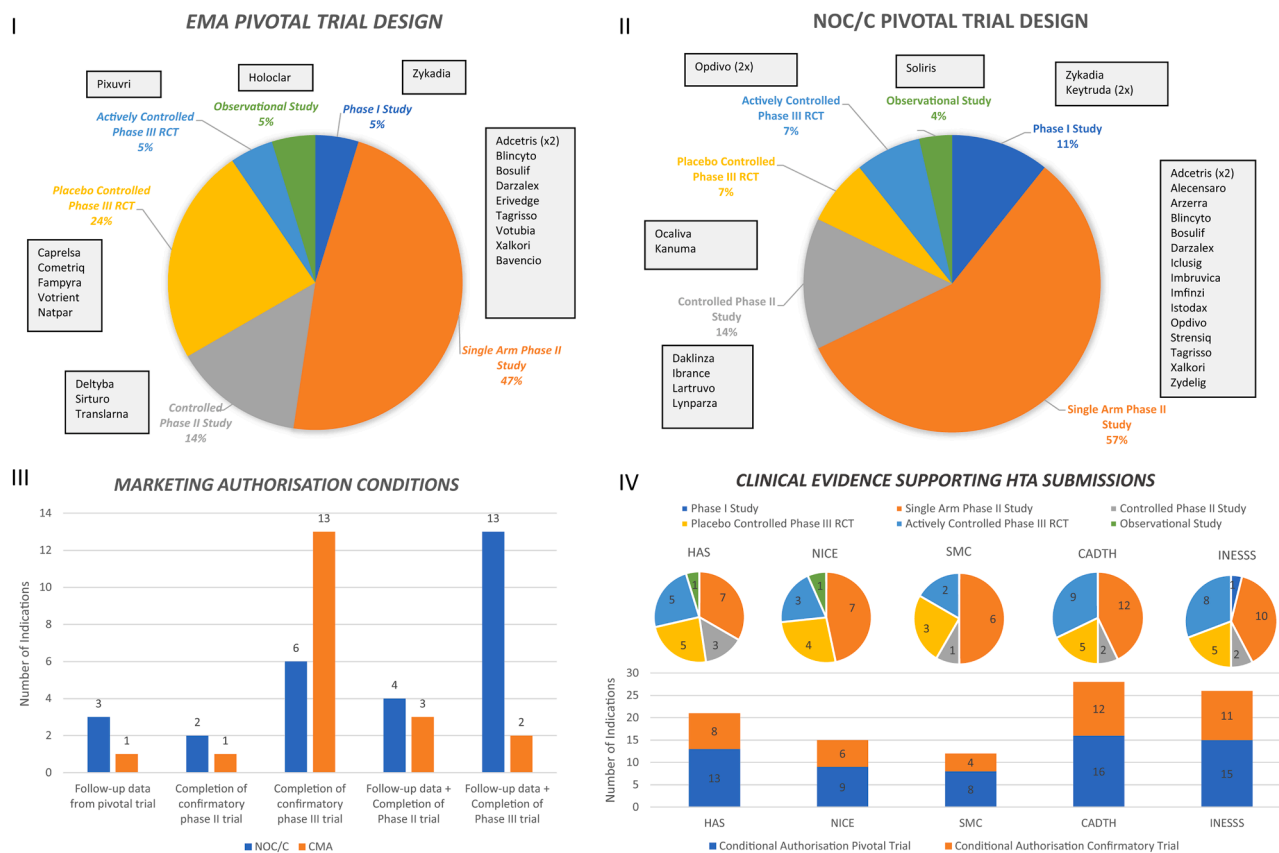 I
EMA PIVOTAL TRIAL DESIGN
Pixuvri
Holoclar
Zykadia
Observational Study
5%
Phase I Study
5%
Actively Controlled
Phase III RCT
5%
Adcetris (x2)
Blincyto
Bosulif
Darzalex
Erivedge
Tagrisso
Votubia
Xalkori
Bavencio
Placebo Controlled
Phase III RCT
24%
Caprelsa
Cometriq
Fampyra
Votrient
Natpar
Single Arm Phase II
Study
47%
Deltyba
Sirturo
Translarna
Controlled
Phase II Study
14%
II
NOC/C PIVOTAL TRIAL DESIGN
Opdivo (2x)
Soliris
Zykadia
Keytruda (2x)
Actively Controlled
Phase III RCT
7%
Observational Study
4%
Phase I Study
11%
Placebo Controlled
Phase III RCT
7%
Adcetris (x2)
Alecensaro
Arzerra
Blincyto
Bosulif
Darzalex
Iclusig
Imbruvica
Imfinzi
Istodax
Opdivo
Strensiq
Tagrisso
Xalkori
Zydelig
Ocaliva
Kanuma
Controlled Phase II
Study
14%
Daklinza
Ibrance
Lartruvo
Lynparza
Single Arm Phase II
Study
57%
III
MARKETING AUTHORISATION CONDITIONS
Number of Indications
14
12
10
8
6
4
2
0
3
1
2
1
6
13
4
3
13
2
Follow-up data
from pivotal trial
Completion of
confirmatory
phase II trial
Completion of
confirmatory
phase III trial
Follow-up data +
Completion of
Phase II trial
Follow-up data +
Completion of
Phase III trial
NOC/C
CMA
IV
CLINICAL EVIDENCE SUPPORTING HTA SUBMISSIONS
Phase I Study
Single Arm Phase II Study
Controlled Phase II Study
Placebo Controlled Phase III RCT
Actively Controlled Phase III RCT
Observational Study
HAS
1
7
3
5
5
NICE
1
7
4
3
SMC
2
6
1
3
CADTH
9
12
2
5
INESSS
1
10
2
5
8
Number of Indications
30
25
20
15
10
5
0
8
13
6
9
4
8
12
16
11
15
HAS
NICE
SMC
CADTH
INESSS
Conditional Authorisation Pivotal Trial
Conditional Authorisation Confirmatory Trial